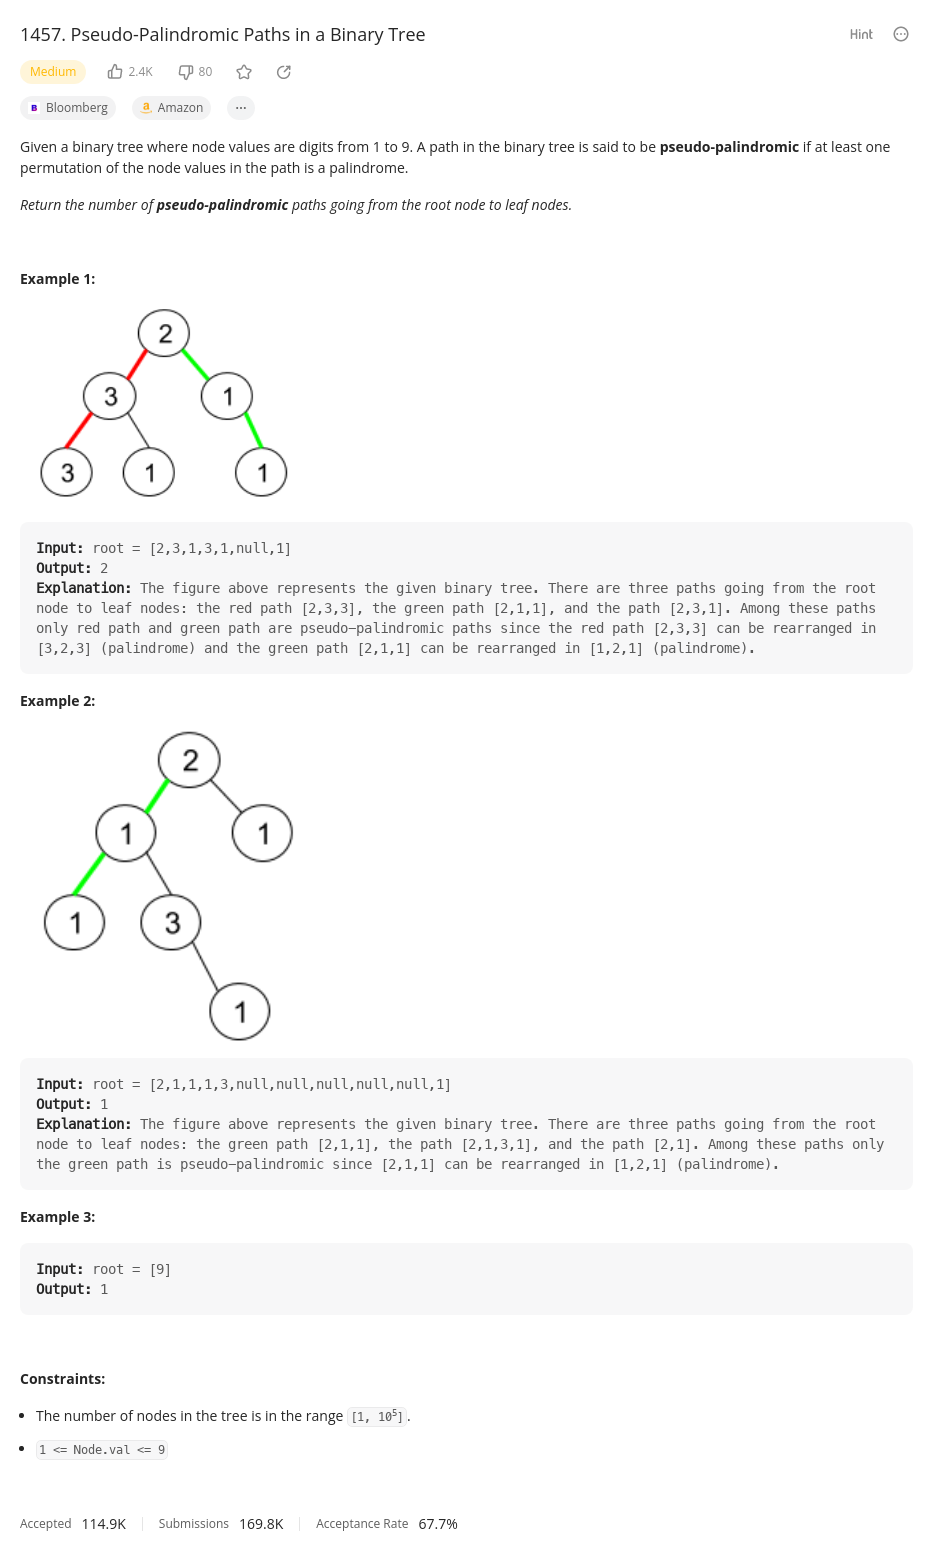 1457. Pseudo-Palindromic Paths in a Binary Tree
Hint
Medium
2.4K
80
B Bloomberg
a Amazon
...
Given a binary tree where node values are digits from 1 to 9. A path in the binary tree is said to be pseudo-palindromic if at least one
permutation of the node values in the path is a palindrome.
Return the number of pseudo-palindromic paths going from the root node to leaf nodes.
Example 1:
2
3 1
3 1 1
Input: root = [2,3,1,3,1,null,1]
Output: 2
Explanation: The figure above represents the given binary tree. There are three paths going from the root
node to leaf nodes: the red path [2,3,3], the green path [2,1,1], and the path [2,3,1]. Among these paths
only red path and green path are pseudo-palindromic paths since the red path [2,3,3] can be rearranged in
[3,2,3] (palindrome) and the green path [2,1,1] can be rearranged in [1,2,1] (palindrome).
Example 2:
2
1 1
1 3
1
Input: root = [2,1,1,1,3,null,null,null,null,null,1]
Output: 1
Explanation: The figure above represents the given binary tree. There are three paths going from the root
node to leaf nodes: the green path [2,1,1], the path [2,1,3,1], and the path [2,1]. Among these paths only
the green path is pseudo-palindromic since [2,1,1] can be rearranged in [1,2,1] (palindrome).
Example 3:
Input: root = [9]
Output: 1
Constraints:
• The number of nodes in the tree is in the range [1, 10⁵].
• 1 <= Node.val <= 9
Accepted 114.9K Submissions 169.8K Acceptance Rate 67.7%